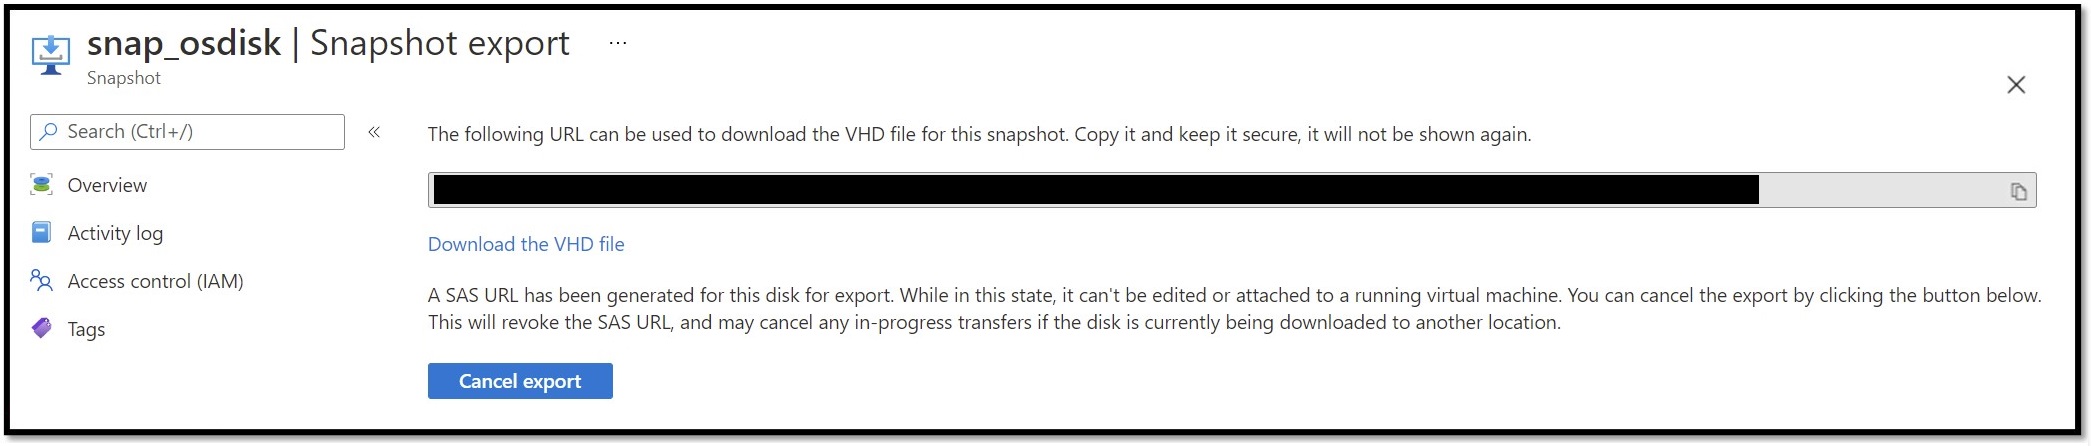 snap_osdisk | Snapshot export ...
Snapshot
Search (Ctrl+/)
«
Overview
Activity log
Access control (IAM)
Tags
The following URL can be used to download the VHD file for this snapshot. Copy it and keep it secure, it will not be shown again.
Download the VHD file
A SAS URL has been generated for this disk for export. While in this state, it can't be edited or attached to a running virtual machine. You can cancel the export by clicking the button below.
This will revoke the SAS URL, and may cancel any in-progress transfers if the disk is currently being downloaded to another location.
Cancel export